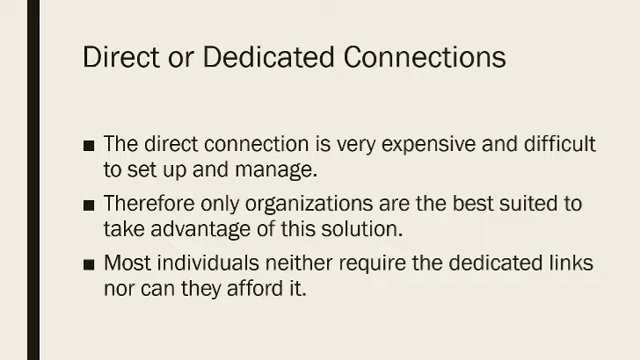 Direct or Dedicated Connections
■ The direct connection is very expensive and difficult
to set up and manage.
■ Therefore only organizations are the best suited to
take advantage of this solution.
■ Most individuals neither require the dedicated links
nor can they afford it.